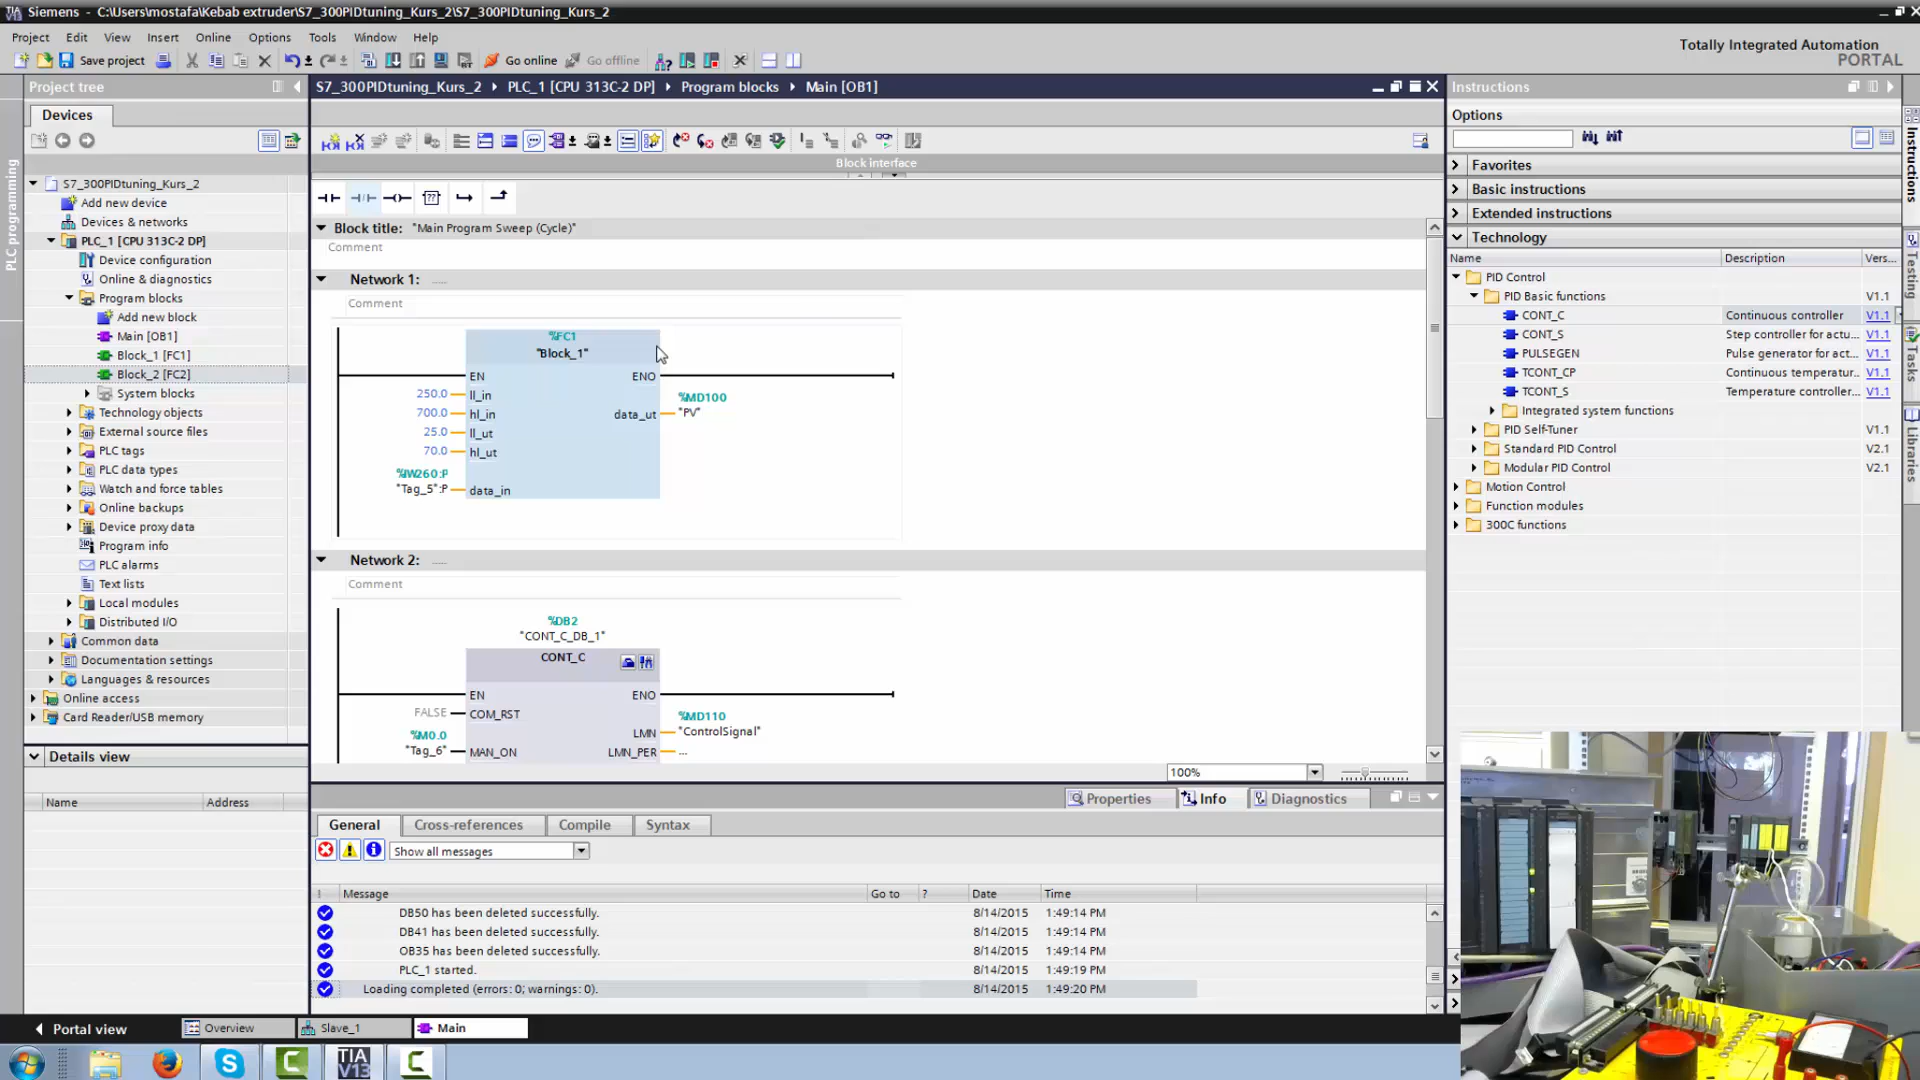 Siemens - C:\Users\mostafa\Kebab extruder\S7_300PIDtuning_Kurs_2\S7_300PIDtuning_Kurs_2
Project Edit View Insert Online Options Tools Window Help
Totally Integrated Automation
PORTAL
Save project Go online Go offline
Project tree
S7_300PIDtuning_Kurs_2 PLC_1 [CPU 313C-2 DP] Program blocks Main [OB1]
Instructions
Devices
Options
Block interface
PLC programming
S7_300PIDtuning_Kurs_2
Add new device
Devices & networks
PLC_1 [CPU 313C-2 DP]
Device configuration
Online & diagnostics
Program blocks
Add new block
Main [OB1]
Block_1 [FC1]
Block_2 [FC2]
System blocks
Technology objects
External source files
PLC tags
PLC data types
Watch and force tables
Online backups
Device proxy data
Program info
PLC alarms
Text lists
Local modules
Distributed I/O
Common data
Documentation settings
Languages & resources
Online access
Card Reader/USB memory
Details view
Name Address
Block title: "Main Program Sweep (Cycle)"
Comment
Network 1:
Comment
%FC1
"Block_1"
EN ENO
250.0 ll_in
%MD100
700.0 hl_in data_ut "PV"
25.0 ll_ut
70.0 hl_ut
%IW260:P
"Tag_5":P data_in
Network 2:
Comment
%DB2
"CONT_C_DB_1"
CONT_C
EN ENO
FALSE COM_RST
%MD110
LMN "ControlSignal"
%M0.0
"Tag_6" MAN_ON LMN_PER ...
100%
Properties Info Diagnostics
General Cross-references Compile Syntax
Show all messages
! Message Go to ? Date Time
DB50 has been deleted successfully. 8/14/2015 1:49:14 PM
DB41 has been deleted successfully. 8/14/2015 1:49:14 PM
OB35 has been deleted successfully. 8/14/2015 1:49:14 PM
PLC_1 started. 8/14/2015 1:49:19 PM
Loading completed (errors: 0; warnings: 0). 8/14/2015 1:49:20 PM
Favorites
Basic instructions
Extended instructions
Technology
Name Description Vers...
PID Control
PID Basic functions V1.1
CONT_C Continuous controller V1.1
CONT_S Step controller for actu... V1.1
PULSEGEN Pulse generator for act... V1.1
TCONT_CP Continuous temperatur... V1.1
TCONT_S Temperature controller... V1.1
Integrated system functions
PID Self-Tuner V1.1
Standard PID Control V2.1
Modular PID Control V2.1
Motion Control
Function modules
300C functions
Instructions
Testing
Tasks
Libraries
Portal view Overview Slave_1 Main
TIA
V13